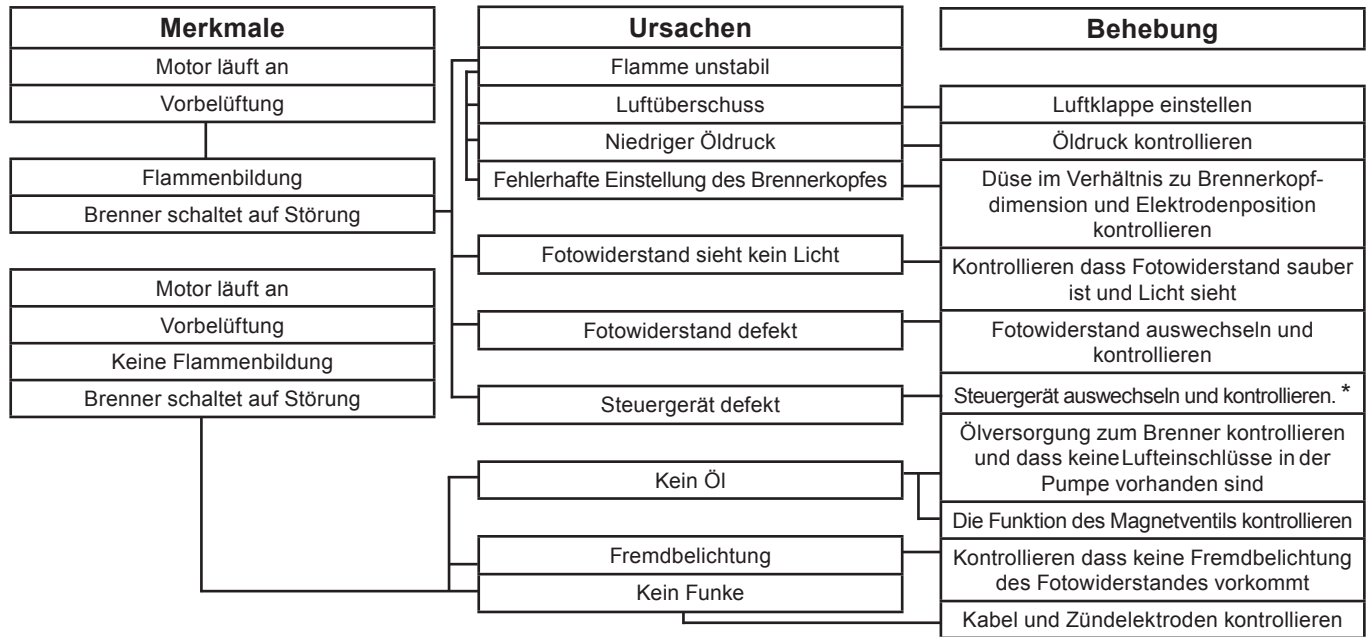 Merkmale
Motor läuft an
Vorbelüftung
Flammenbildung
Brenner schaltet auf Störung
Motor läuft an
Vorbelüftung
Keine Flammenbildung
Brenner schaltet auf Störung
Ursachen
Flamme unstabil
Luftüberschuss
Niedriger Öldruck
Fehlerhafte Einstellung des Brennerkopfes
Fotowiderstand sieht kein Licht
Fotowiderstand defekt
Steuergerät defekt
Kein Öl
Fremdbelichtung
Kein Funke
Behebung
Luftklappe einstellen
Öldruck kontrollieren
Düse im Verhältnis zu Brennerkopf-
dimension und Elektrodenposition
kontrollieren
Kontrollieren dass Fotowiderstand sauber
ist und Licht sieht
Fotowiderstand auswechseln und
kontrollieren
Steuergerät auswechseln und kontrollieren. *
Ölversorgung zum Brenner kontrollieren
und dass keine Lufteinschlüsse in der
Pumpe vorhanden sind
Die Funktion des Magnetventils kontrollieren
Kontrollieren dass keine Fremdbelichtung
des Fotowiderstandes vorkommt
Kabel und Zündelektroden kontrollieren